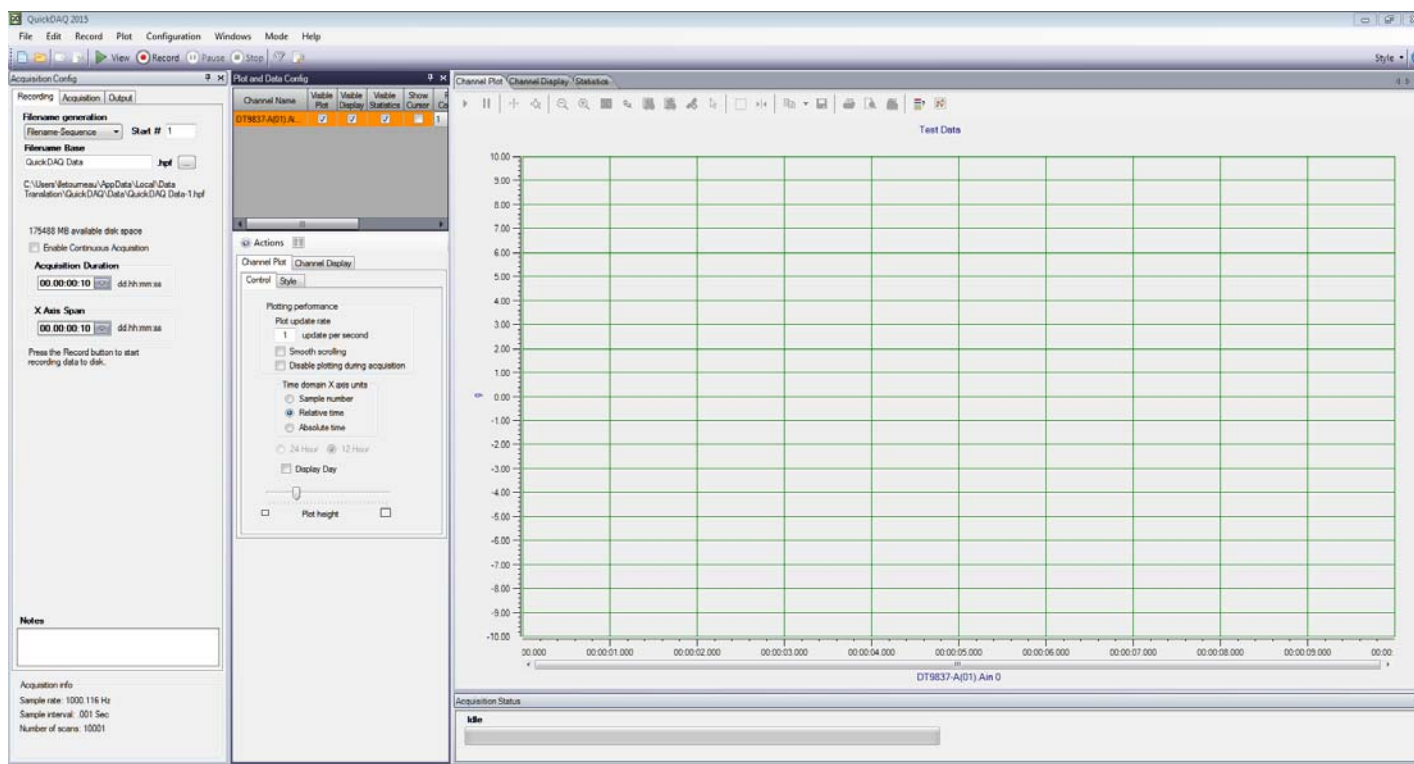 QuickDAQ 2015
File Edit Record Plot Configuration Windows Mode Help
View Record Pause Stop
Style
Acquisition Config
Recording Acquisition Output
Filename generation
Filename-Sequence Start # 1
Filename Base
QuickDAQ Data .hpf ...
C:\Users\lletourneau\AppData\Local\Data
Translation\QuickDAQ\Data\QuickDAQ Data-1.hpf
175488 MB available disk space
Enable Continuous Acquisition
Acquisition Duration
00.00:00:10 dd.hh:mm:ss
X Axis Span
00.00:00:10 dd.hh:mm:ss
Press the Record button to start
recording data to disk.
Notes
Acquisition info
Sample rate: 1000.116 Hz
Sample interval: .001 Sec
Number of scans: 10001
Plot and Data Config
Channel Name Visible Plot Visible Display Visible Statistics Show Cursor
DT9837-A(01).A... 1
Actions
Channel Plot Channel Display
Control Style
Plotting performance
Plot update rate
1 update per second
Smooth scrolling
Disable plotting during acquisition
Time domain X axis units
Sample number
Relative time
Absolute time
24 Hour 12 Hour
Display Day
Plot height
Channel Plot Channel Display Statistics
Test Data
10.00
9.00
8.00
7.00
6.00
5.00
4.00
3.00
2.00
1.00
0.00
-1.00
-2.00
-3.00
-4.00
-5.00
-6.00
-7.00
-8.00
-9.00
-10.00
00.000 00:00:01.000 00:00:02.000 00:00:03.000 00:00:04.000 00:00:05.000 00:00:06.000 00:00:07.000 00:00:08.000 00:00:09.000 00:00:
DT9837-A(01).Ain 0
Acquisition Status
Idle